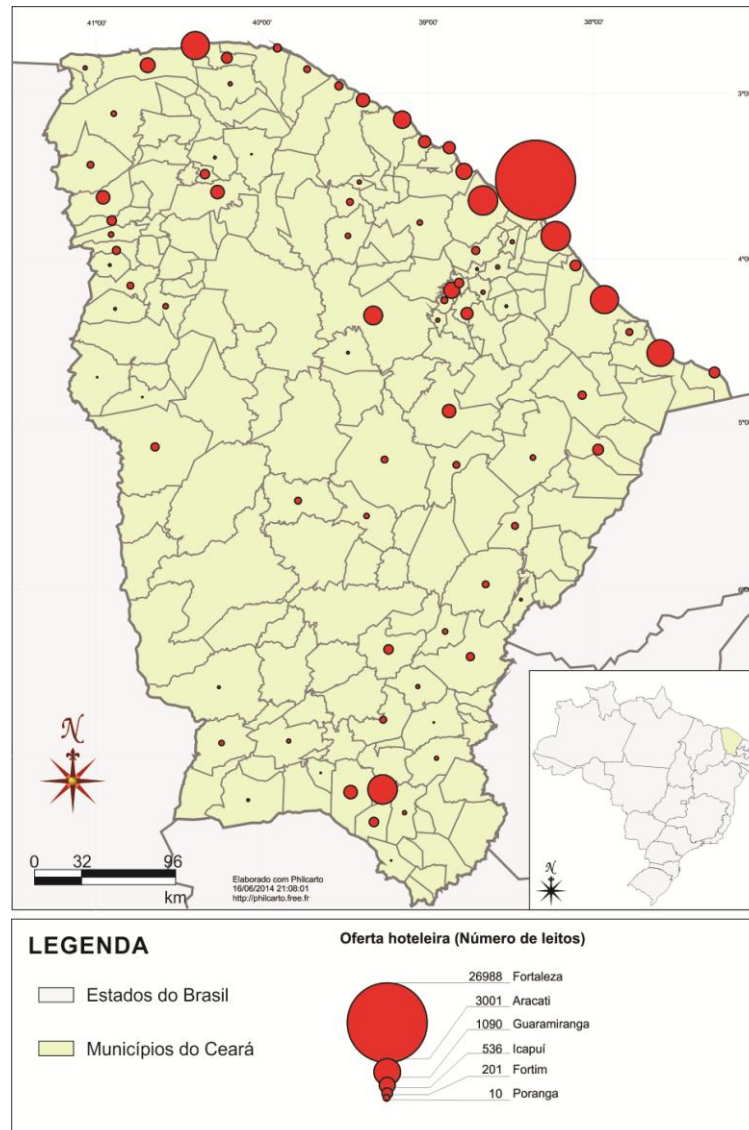 41°00' 40°00' 39°00' 38°00'
3°00'
4°00'
5°00'
6°00'
N
0 32 96
km
Elaborado com Philcarto
16/06/2014 21:08:01
http://philcarto.free.fr
LEGENDA
Estados do Brasil
Municípios do Ceará
Oferta hoteleira (Número de leitos)
26988 Fortaleza
3001 Aracati
1090 Guaramiranga
536 Icapuí
201 Fortim
10 Poranga